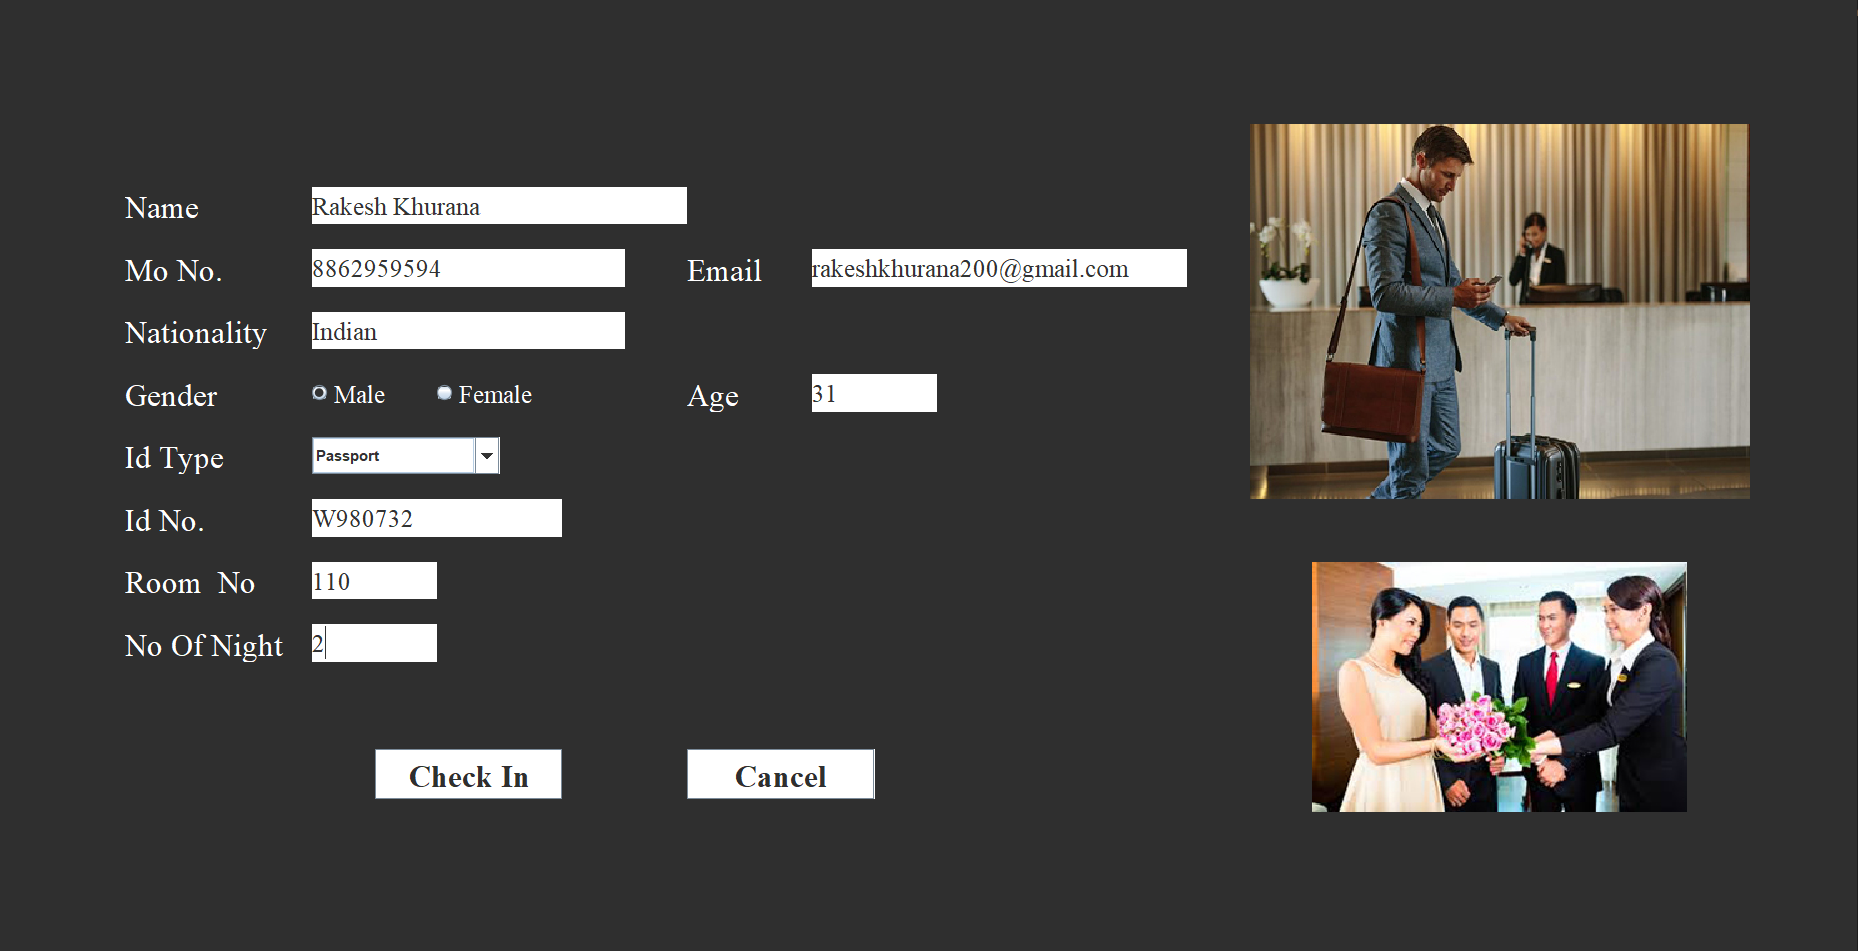 Name Rakesh Khurana
Mo No. 8862959594 Email rakeshkhurana200@gmail.com
Nationality Indian
Gender Male Female Age 31
Id Type Passport
Id No. W980732
Room No 110
No Of Night 2
Check In Cancel